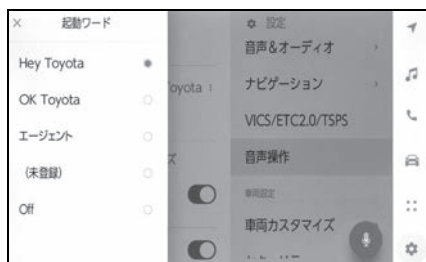 × 起動ワード
Hey Toyota
OK Toyota
エージェント
(未登録)
Off
oyota
ズ
設定
音声&オーディオ
ナビゲーション
VICS/ETC2.0/TSPS
音声操作
車両設定
車両カスタマイズ